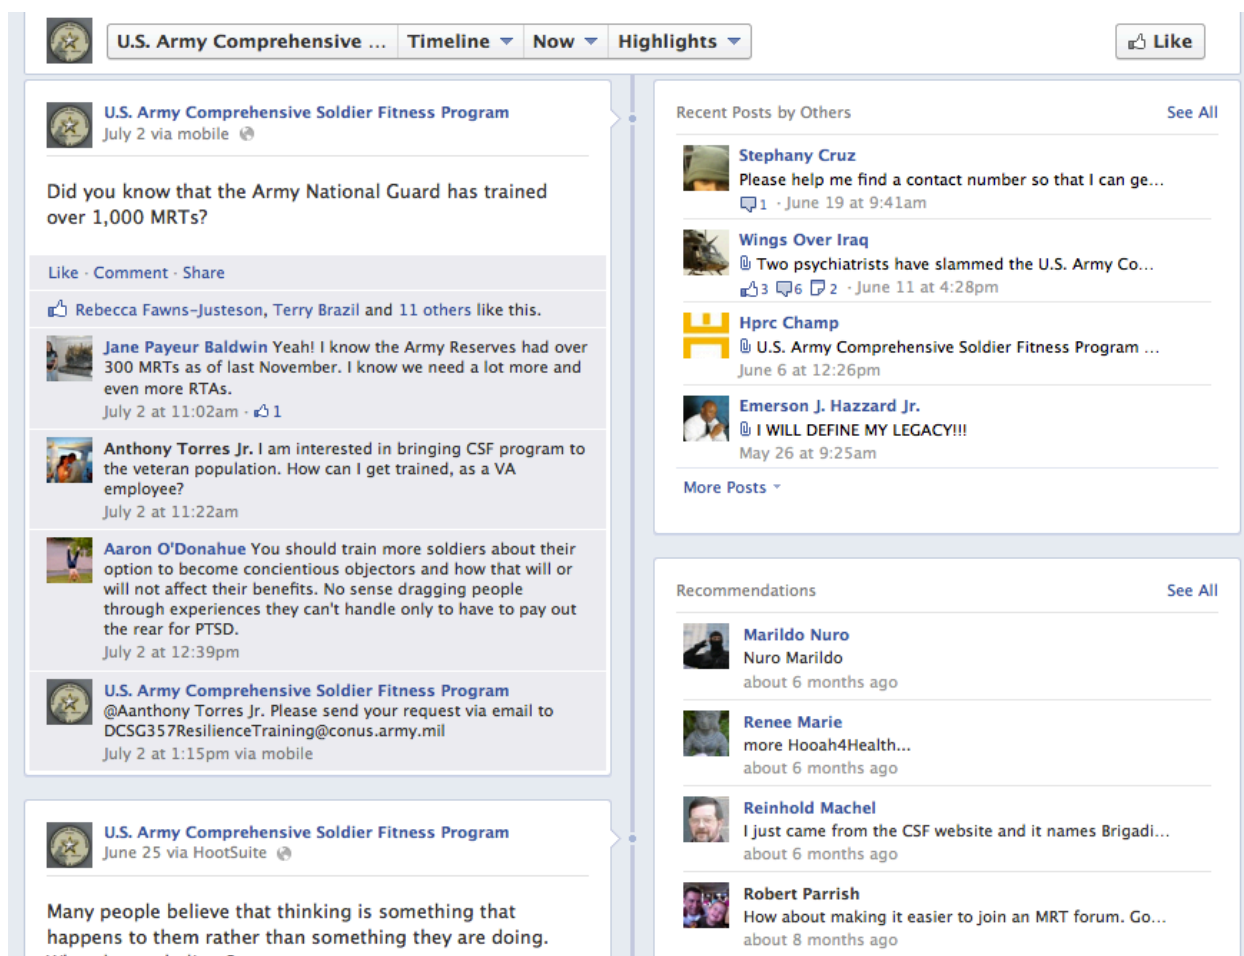 U.S. Army Comprehensive ... Timeline Now Highlights Like
U.S. Army Comprehensive Soldier Fitness Program
July 2 via mobile
Did you know that the Army National Guard has trained
over 1,000 MRTs?
Like · Comment · Share
Rebecca Fawns-Justeson, Terry Brazil and 11 others like this.
Jane Payeur Baldwin Yeah! I know the Army Reserves had over
300 MRTs as of last November. I know we need a lot more and
even more RTAs.
July 2 at 11:02am · 1
Anthony Torres Jr. I am interested in bringing CSF program to
the veteran population. How can I get trained, as a VA
employee?
July 2 at 11:22am
Aaron O'Donahue You should train more soldiers about their
option to become concientious objectors and how that will or
will not affect their benefits. No sense dragging people
through experiences they can't handle only to have to pay out
the rear for PTSD.
July 2 at 12:39pm
U.S. Army Comprehensive Soldier Fitness Program
@Aanthony Torres Jr. Please send your request via email to
DCSG357ResilienceTraining@conus.army.mil
July 2 at 1:15pm via mobile
U.S. Army Comprehensive Soldier Fitness Program
June 25 via HootSuite
Many people believe that thinking is something that
happens to them rather than something they are doing.
Recent Posts by Others See All
Stephany Cruz
Please help me find a contact number so that I can ge...
1 · June 19 at 9:41am
Wings Over Iraq
Two psychiatrists have slammed the U.S. Army Co...
3 6 2 · June 11 at 4:28pm
Hprc Champ
U.S. Army Comprehensive Soldier Fitness Program ...
June 6 at 12:26pm
Emerson J. Hazzard Jr.
I WILL DEFINE MY LEGACY!!!
May 26 at 9:25am
More Posts
Recommendations See All
Marildo Nuro
Nuro Marildo
about 6 months ago
Renee Marie
more Hooah4Health...
about 6 months ago
Reinhold Machel
I just came from the CSF website and it names Brigadi...
about 6 months ago
Robert Parrish
How about making it easier to join an MRT forum. Go...
about 8 months ago